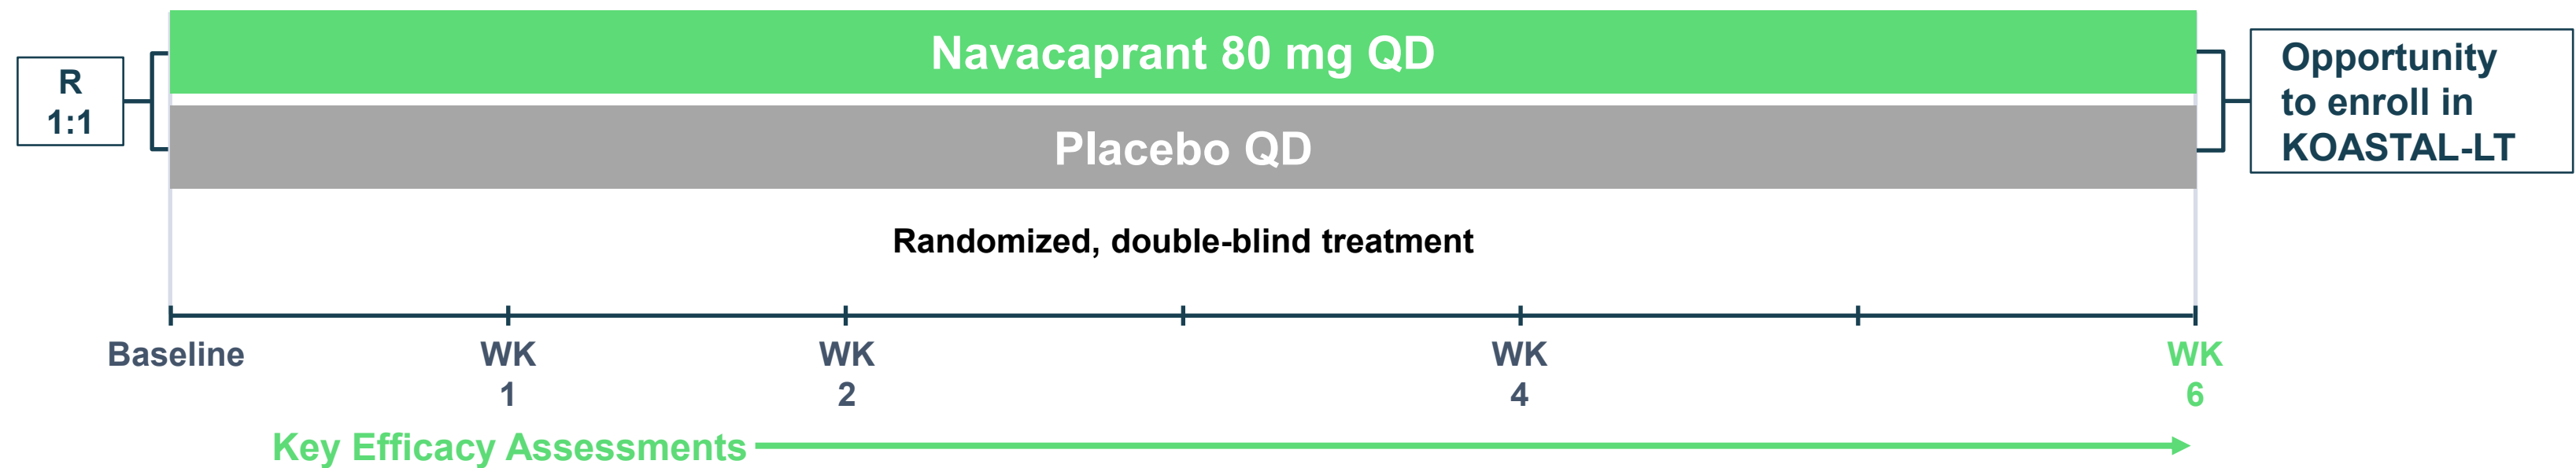 R
1:1
Navacaprant 80 mg QD
Placebo QD
Opportunity
to enroll in
KOASTAL-LT
Randomized, double-blind treatment
Baseline
WK
1
WK
2
WK
4
WK
6
Key Efficacy Assessments